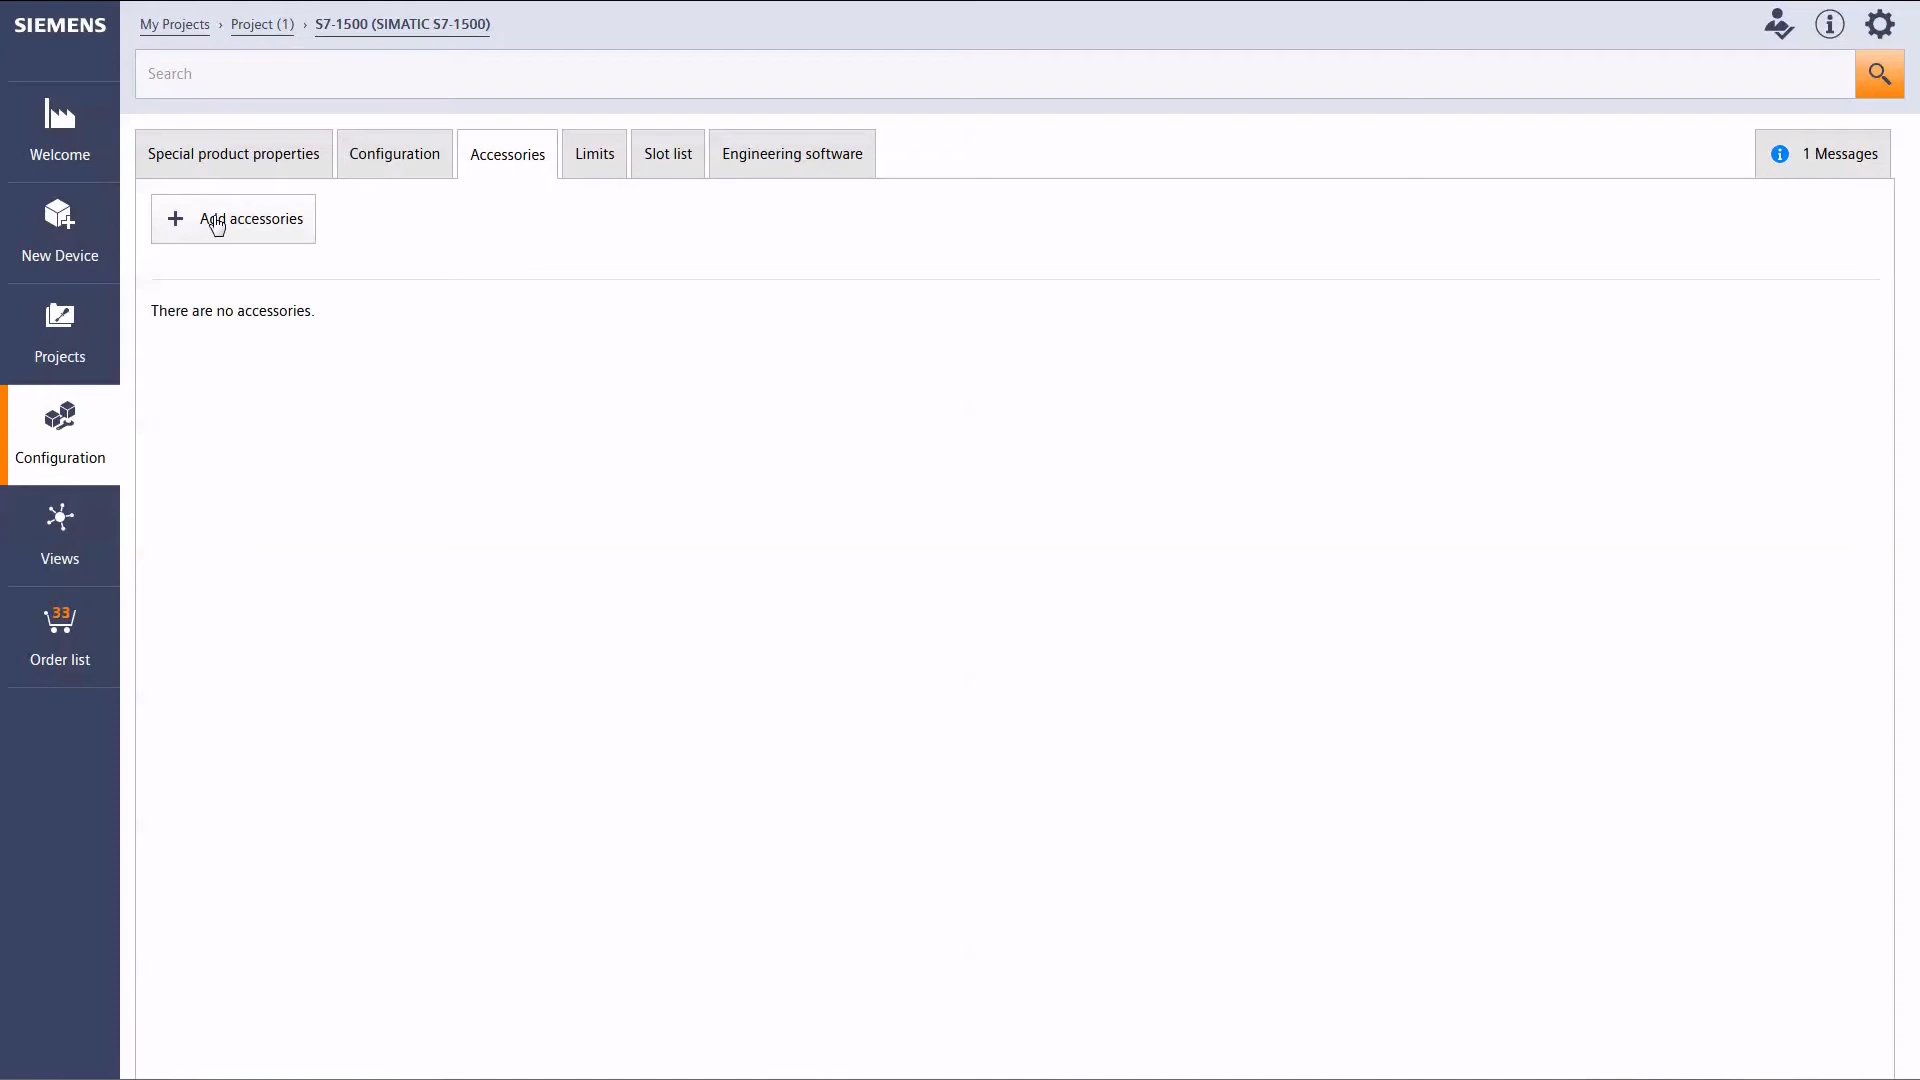 SIEMENS
My Projects › Project (1) › S7-1500 (SIMATIC S7-1500)
Search
Welcome
New Device
Projects
Configuration
Views
33
Order list
Special product properties
Configuration
Accessories
Limits
Slot list
Engineering software
1 Messages
+ Add accessories
There are no accessories.